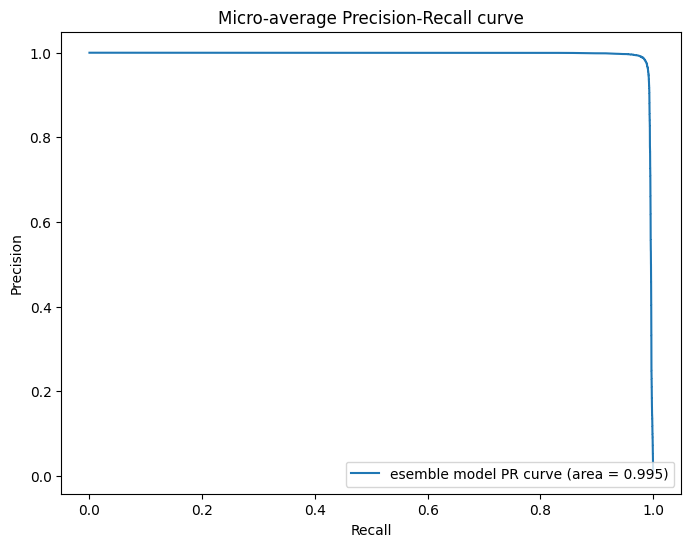 Micro-average Precision-Recall curve
Precision
1.0
0.8
0.6
0.4
0.2
0.0
esemble model PR curve (area = 0.995)
0.0 0.2 0.4 0.6 0.8 1.0
Recall